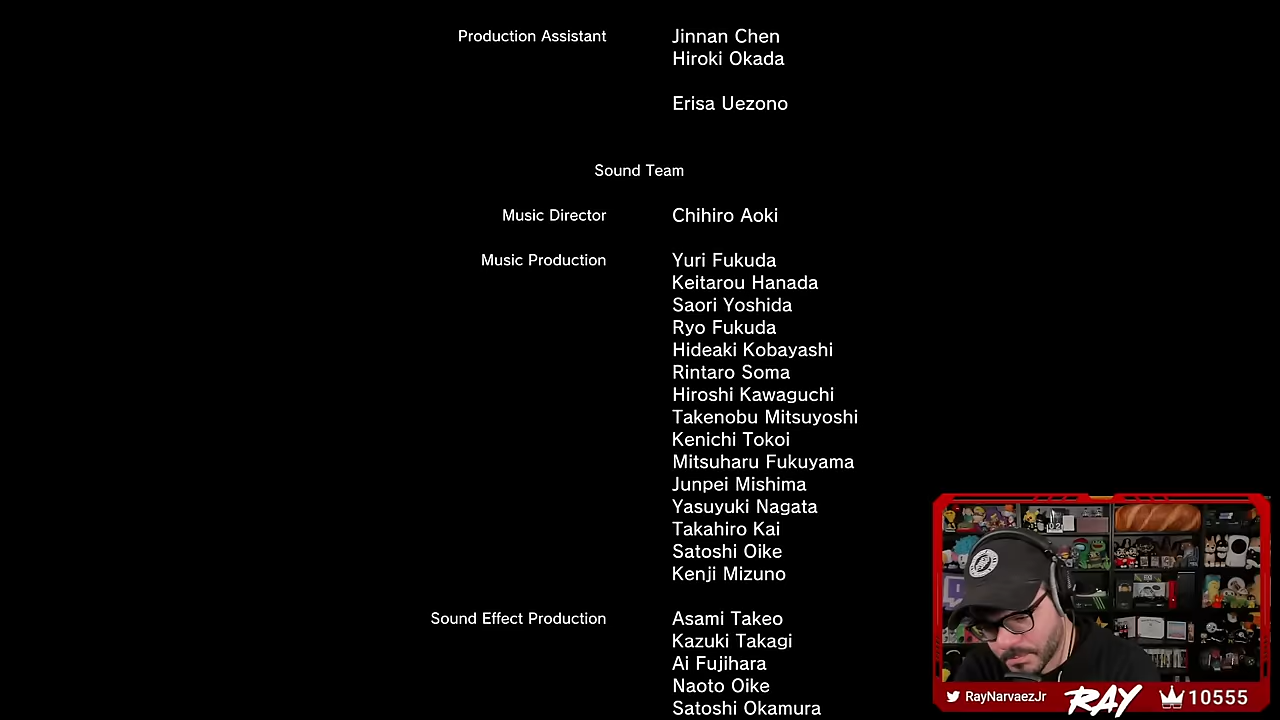 Production Assistant Jinnan Chen
Hiroki Okada
Erisa Uezono
Sound Team
Music Director Chihiro Aoki
Music Production Yuri Fukuda
Keitarou Hanada
Saori Yoshida
Ryo Fukuda
Hideaki Kobayashi
Rintaro Soma
Hiroshi Kawaguchi
Takenobu Mitsuyoshi
Kenichi Tokoi
Mitsuharu Fukuyama
Junpei Mishima
Yasuyuki Nagata
Takahiro Kai
Satoshi Oike
Kenji Mizuno
Sound Effect Production Asami Takeo
Kazuki Takagi
Ai Fujihara
Naoto Oike
Satoshi Okamura
RayNarvaezJr RAY 10555